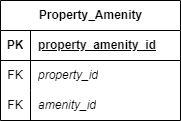 Property_Amenity
PK property_amenity_id
FK property_id
FK amenity_id